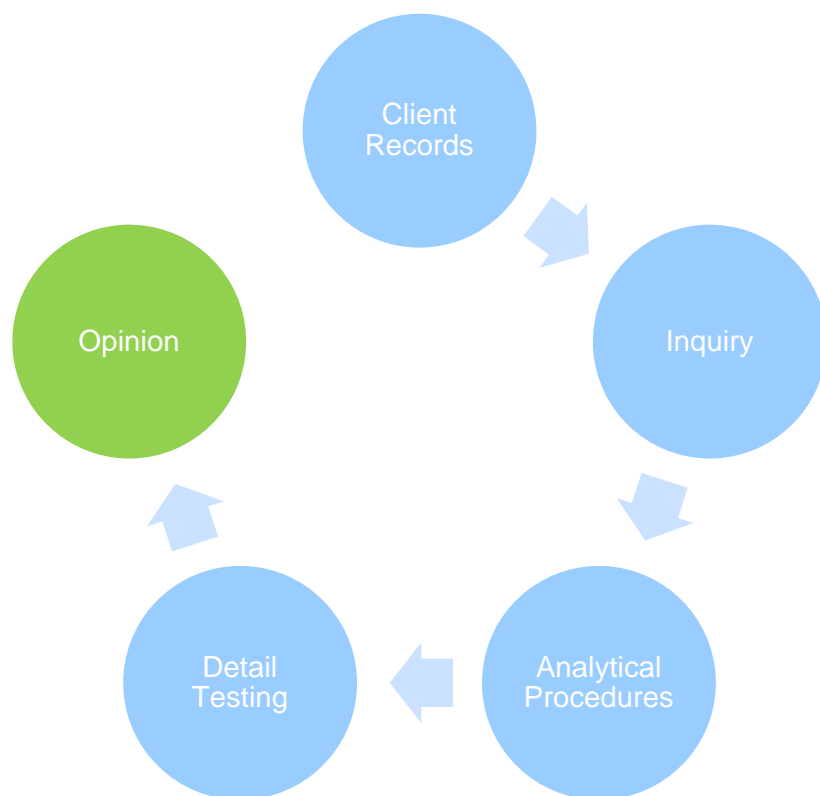 Client
Records
Inquiry
Analytical
Procedures
Detail
Testing
Opinion